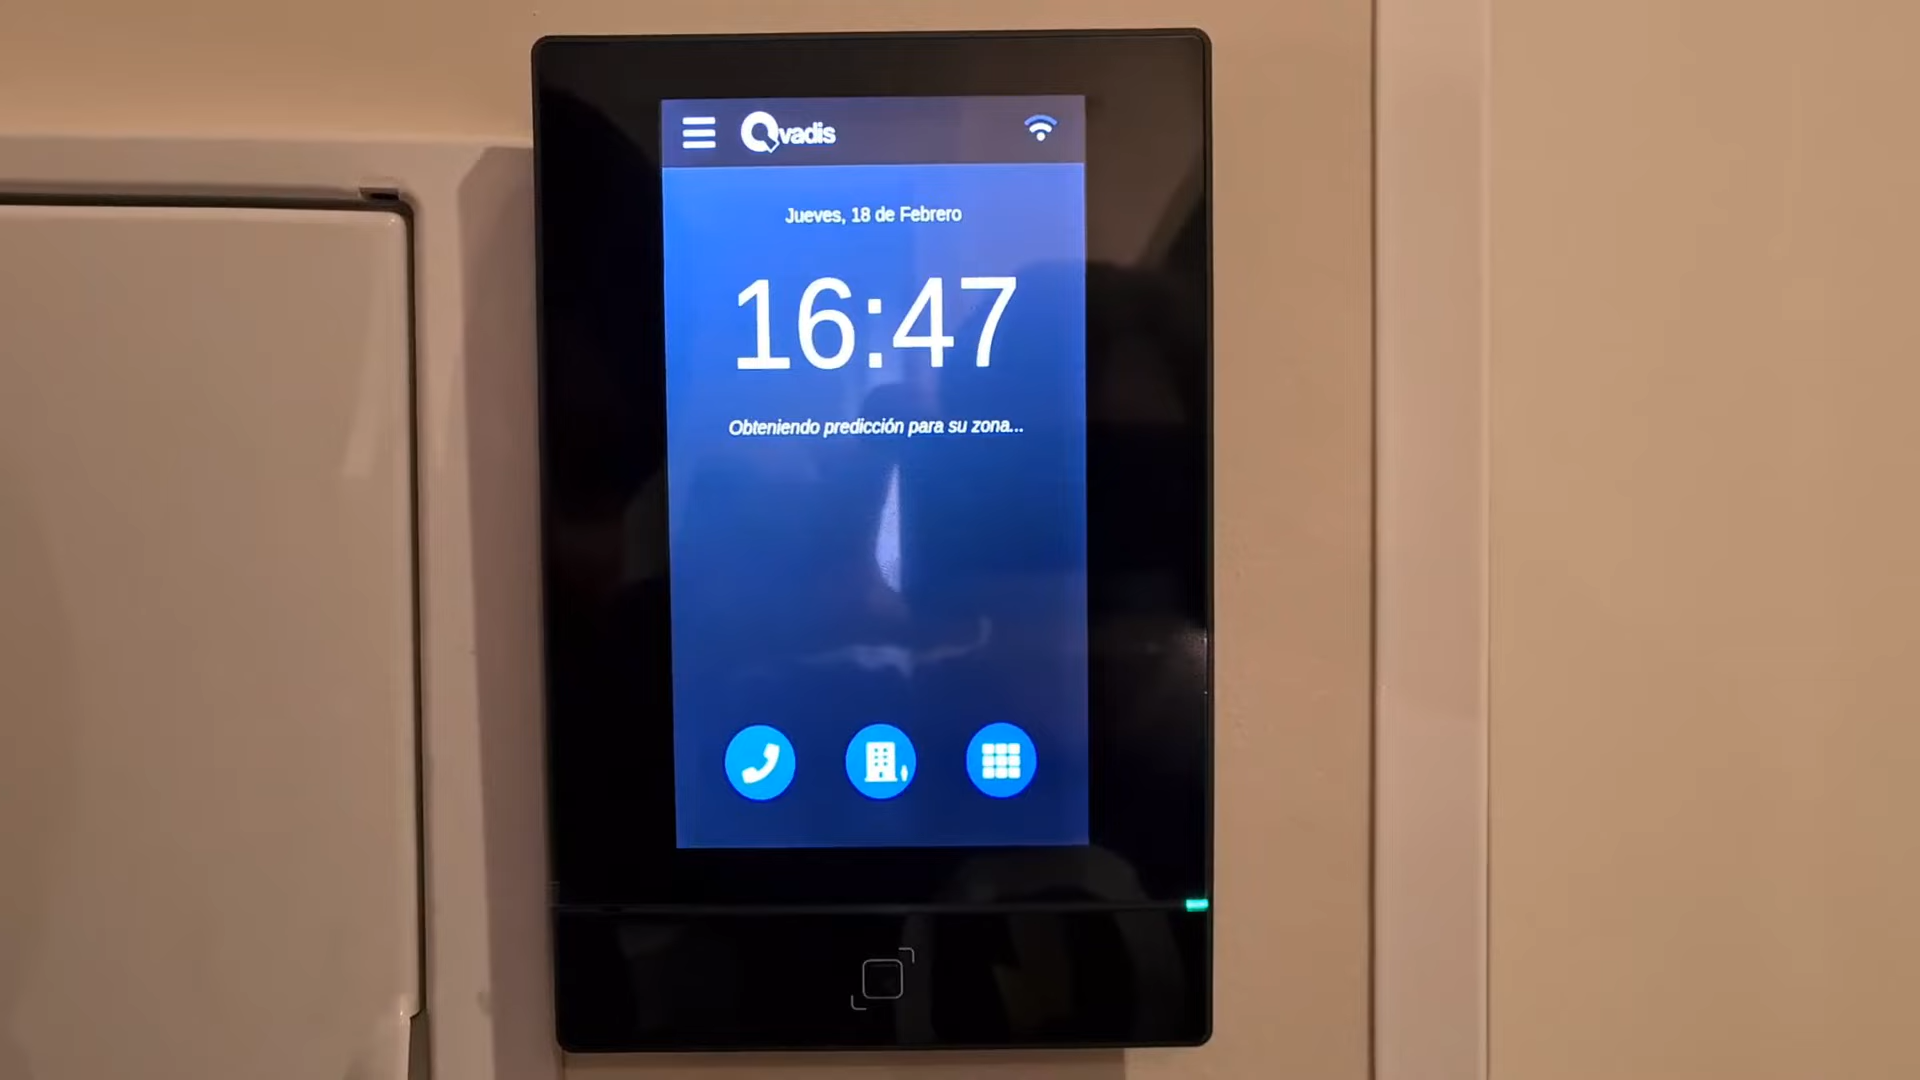 Qvadis
Jueves, 18 de Febrero
16:47
Obteniendo predicción para su zona...